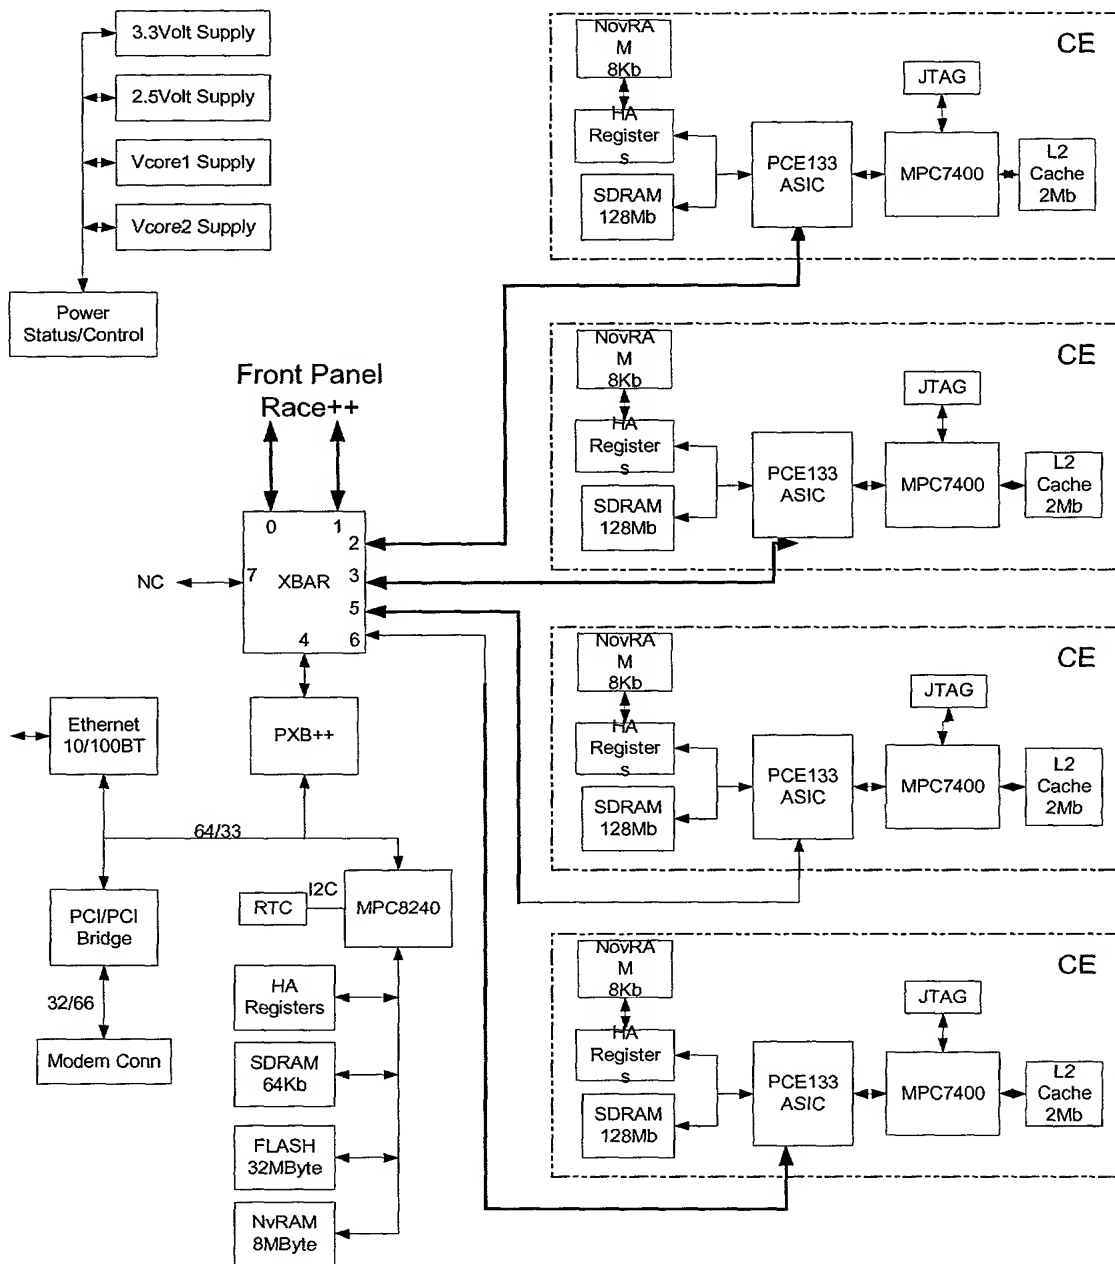 3.3Volt Supply
2.5Volt Supply
Vcore1 Supply
Vcore2 Supply
Power
Status/Control
Front Panel
Race++
0
1
2
7
XBAR
3
5
4
6
NC
Ethernet
10/100BT
PXB++
64/33
PCI/PCI
Bridge
32/66
Modem Conn
RTC
I2C
MPC8240
HA
Registers
SDRAM
64Kb
FLASH
32MByte
NvRAM
8MByte
CE
NovRA
M
8Kb
HA
Register
s
SDRAM
128Mb
PCE133
ASIC
JTAG
MPC7400
L2
Cache
2Mb
CE
NovRA
M
8Kb
HA
Register
s
SDRAM
128Mb
PCE133
ASIC
JTAG
MPC7400
L2
Cache
2Mb
CE
NovRA
M
8Kb
HA
Register
s
SDRAM
128Mb
PCE133
ASIC
JTAG
MPC7400
L2
Cache
2Mb
CE
NovRA
M
8Kb
HA
Register
s
SDRAM
128Mb
PCE133
ASIC
JTAG
MPC7400
L2
Cache
2Mb